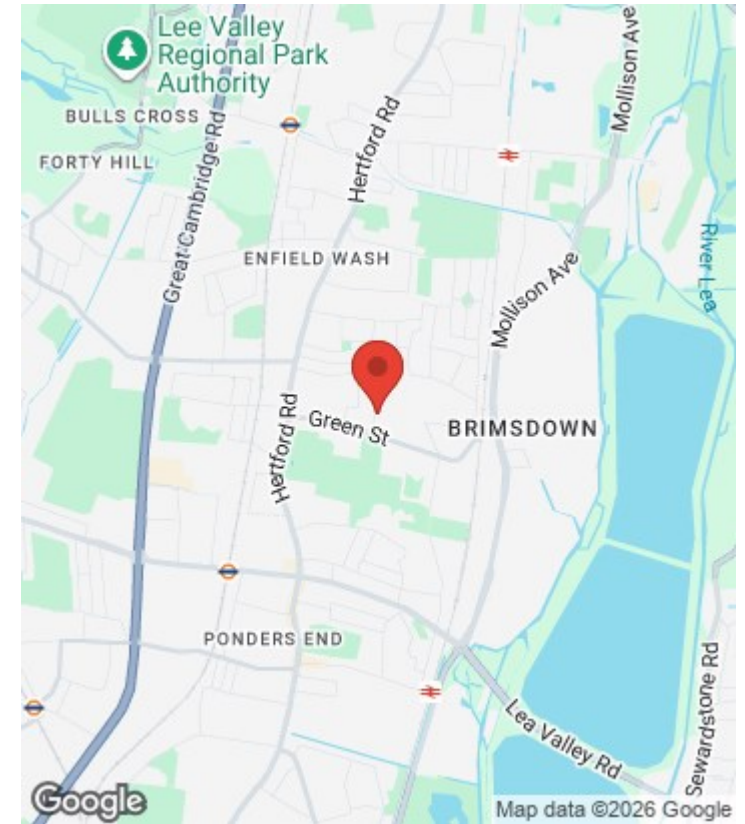 Lee Valley
Regional Park
Authority
BULLS CROSS
FORTY HILL
Great Cambridge Rd
Hertford Rd
Mollison Ave
River Lea
ENFIELD WASH
Mollison Ave
Hertford Rd
Green St
BRIMSDOWN
PONDERS END
Lea Valley Rd
Sewardstone Rd
Google
Map data ©2026 Google